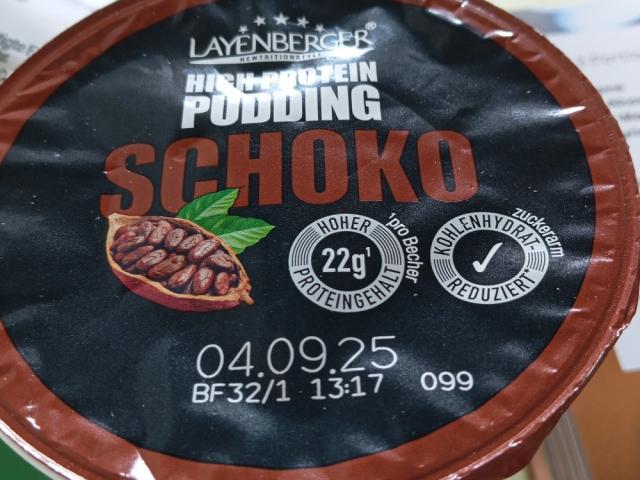 LAYENBERGER®
NEWTRITIONSTYLE
HIGH PROTEIN
PUDDING
SCHOKO
HOHER
22g¹
PROTEINGEHALT
¹pro Becher
KOHLENHYDRAT-
REDUZIERT*
zuckerarm
04.09.25
BF32/1 13:17 099